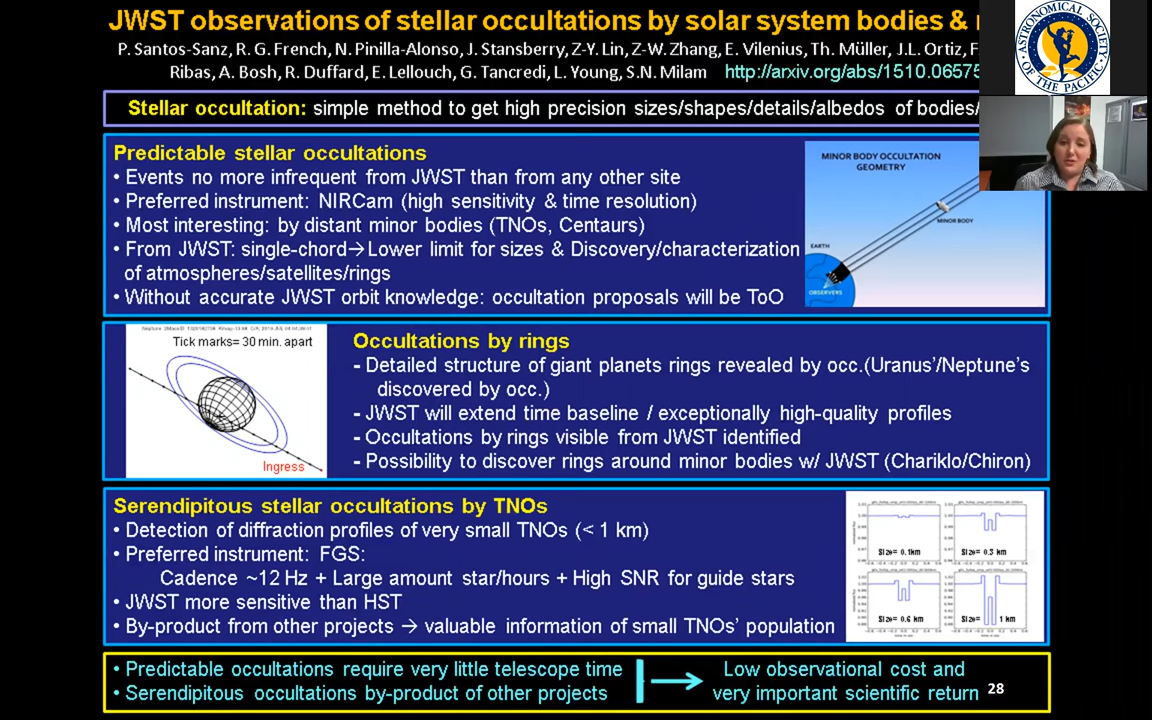 JWST observations of stellar occultations by solar system bodies &
P. Santos-Sanz, R. G. French, N. Pinilla-Alonso, J. Stansberry, Z-Y. Lin, Z-W. Zhang, E. Vilenius, Th. Müller, J.L. Ortiz,
Ribas, A. Bosh, R. Duffard, E. Lellouch, G. Tancredi, L. Young, S.N. Milam http://arxiv.org/abs/1510.06575
ASTRONOMICAL SOCIETY
OF THE PACIFIC
Stellar occultation: simple method to get high precision sizes/shapes/details/albedos of bodies/
Predictable stellar occultations
• Events no more infrequent from JWST than from any other site
• Preferred instrument: NIRCam (high sensitivity & time resolution)
• Most interesting: by distant minor bodies (TNOs, Centaurs)
• From JWST: single-chord→Lower limit for sizes & Discovery/characterization
of atmospheres/satellites/rings
• Without accurate JWST orbit knowledge: occultation proposals will be ToO
MINOR BODY OCCULTATION
GEOMETRY
MINOR BODY
EARTH
OBSERVERS
Tick marks= 30 min. apart
Ingress
Occultations by rings
- Detailed structure of giant planets rings revealed by occ.(Uranus'/Neptune's
discovered by occ.)
- JWST will extend time baseline / exceptionally high-quality profiles
- Occultations by rings visible from JWST identified
- Possibility to discover rings around minor bodies w/ JWST (Chariklo/Chiron)
Serendipitous stellar occultations by TNOs
• Detection of diffraction profiles of very small TNOs (< 1 km)
• Preferred instrument: FGS:
Cadence ~12 Hz + Large amount star/hours + High SNR for guide stars
• JWST more sensitive than HST
• By-product from other projects → valuable information of small TNOs' population
Size= 0.1km
Size= 0.3 km
Size= 0.6 km
Size= 1 km
• Predictable occultations require very little telescope time
• Serendipitous occultations by-product of other projects
Low observational cost and
very important scientific return
28